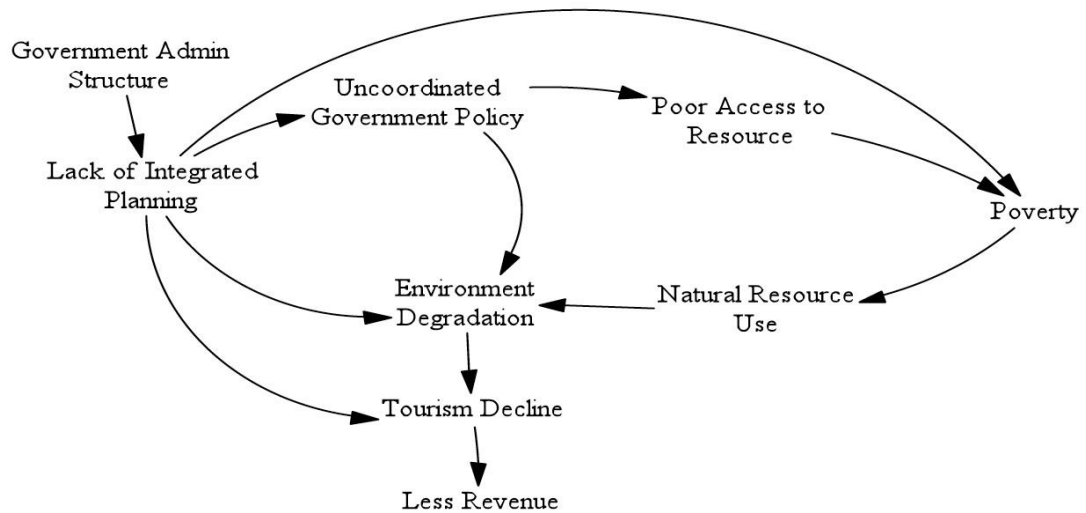 Government Admin
Structure
Uncoordinated
Government Policy
Poor Access to
Resource
Lack of Integrated
Planning
Poverty
Environment
Degradation
Natural Resource
Use
Tourism Decline
Less Revenue